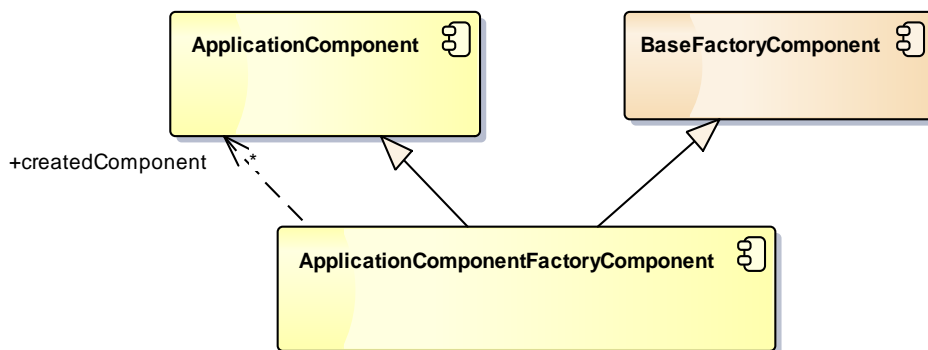 ApplicationComponent
BaseFactoryComponent
+createdComponent
*
ApplicationComponentFactoryComponent